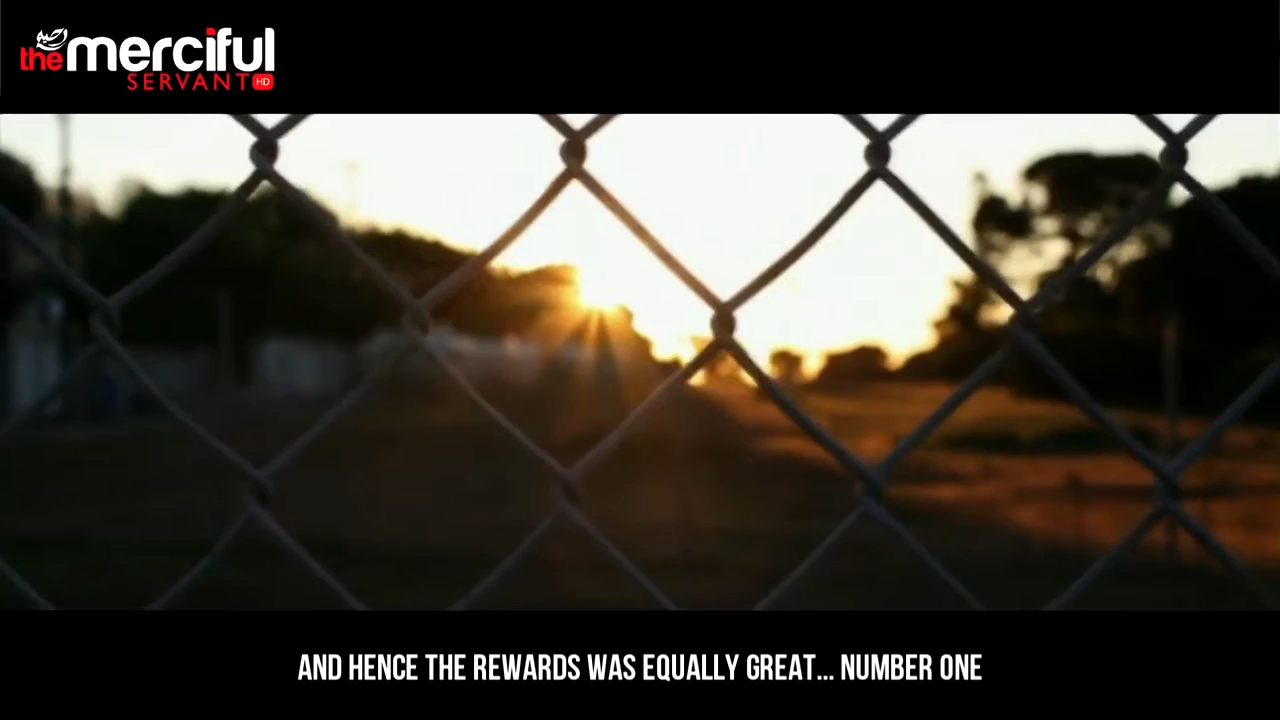 the merciful
SERVANT HD
AND HENCE THE REWARDS WAS EQUALLY GREAT... NUMBER ONE